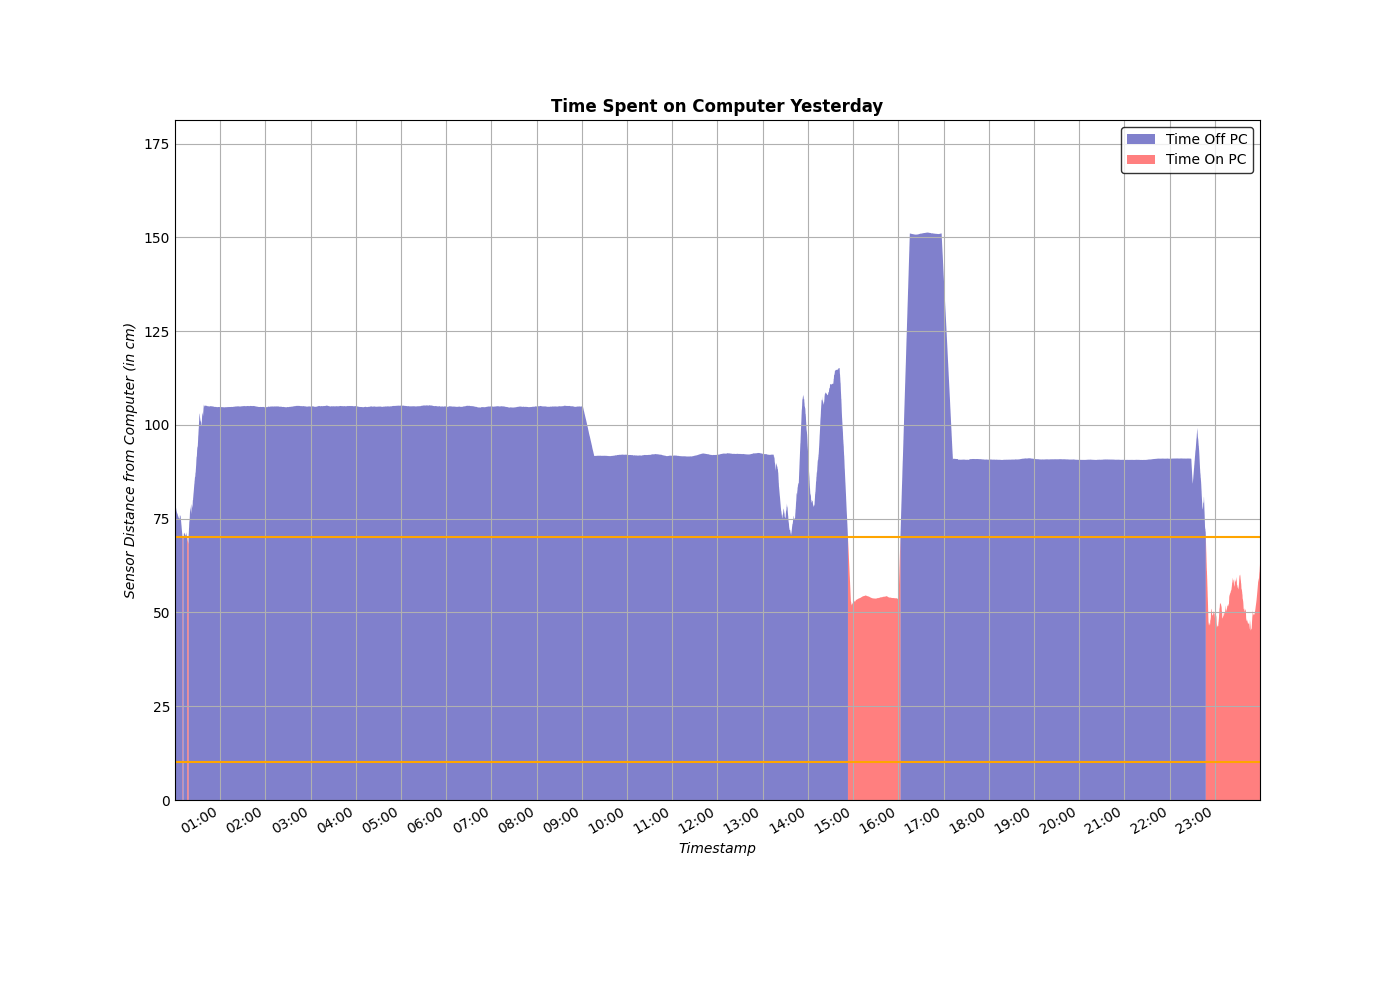 Time Spent on Computer Yesterday
Time Off PC
Time On PC
Sensor Distance from Computer (in cm)
175
150
125
100
75
50
25
0
01:00 02:00 03:00 04:00 05:00 06:00 07:00 08:00 09:00 10:00 11:00 12:00 13:00 14:00 15:00 16:00 17:00 18:00 19:00 20:00 21:00 22:00 23:00
Timestamp